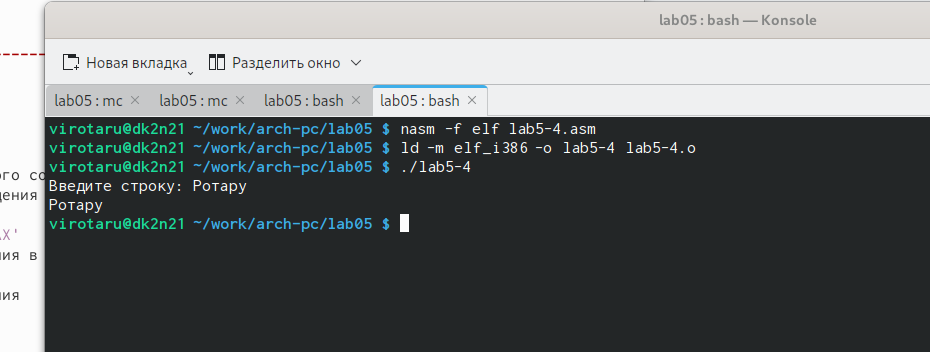 lab05 : bash — Konsole
Новая вкладка Разделить окно
lab05 : mc lab05 : mc lab05 : bash lab05 : bash
virotaru@dk2n21 ~/work/arch-pc/lab05 $ nasm -f elf lab5-4.asm
virotaru@dk2n21 ~/work/arch-pc/lab05 $ ld -m elf_i386 -o lab5-4 lab5-4.o
virotaru@dk2n21 ~/work/arch-pc/lab05 $ ./lab5-4
Введите строку: Ротару
Ротару
virotaru@dk2n21 ~/work/arch-pc/lab05 $
ого со
дения
AX'
ния в
ния